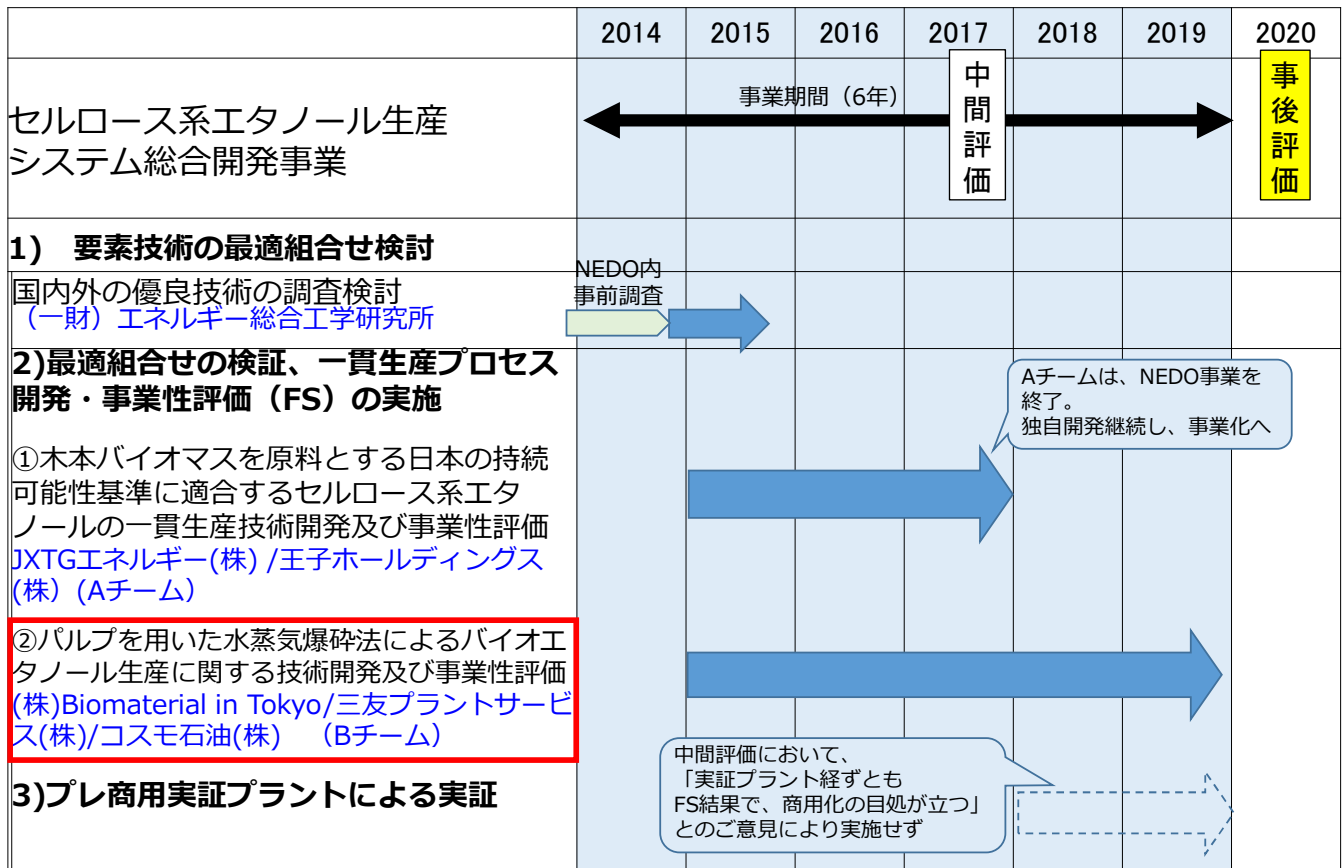 2014 2015 2016 2017 2018 2019 2020
中間評価
事後評価
事業期間（6年）
セルロース系エタノール生産
システム総合開発事業
1)　要素技術の最適組合せ検討
NEDO内
事前調査
国内外の優良技術の調査検討
（一財）エネルギー総合工学研究所
2)最適組合せの検証、一貫生産プロセス
開発・事業性評価（FS）の実施
Aチームは、NEDO事業を
終了。
独自開発継続し、事業化へ
①木本バイオマスを原料とする日本の持続
可能性基準に適合するセルロース系エタ
ノールの一貫生産技術開発及び事業性評価
JXTGエネルギー(株) /王子ホールディングス
(株）(Aチーム）
②パルプを用いた水蒸気爆砕法によるバイオエ
タノール生産に関する技術開発及び事業性評価
(株)Biomaterial in Tokyo/三友プラントサービ
ス(株)/コスモ石油(株)　（Bチーム）
3)プレ商用実証プラントによる実証
中間評価において、
「実証プラント経ずとも
FS結果で、商用化の目処が立つ」
とのご意見により実施せず